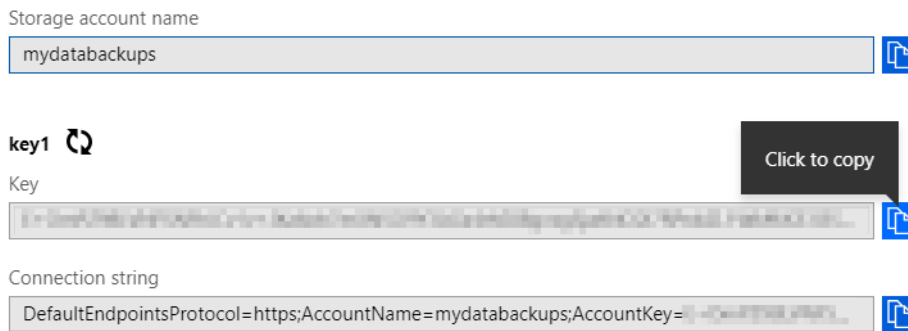 Storage account name
mydatabackups
key1
Click to copy
Key
Connection string
DefaultEndpointsProtocol=https;AccountName=mydatabackups;AccountKey=